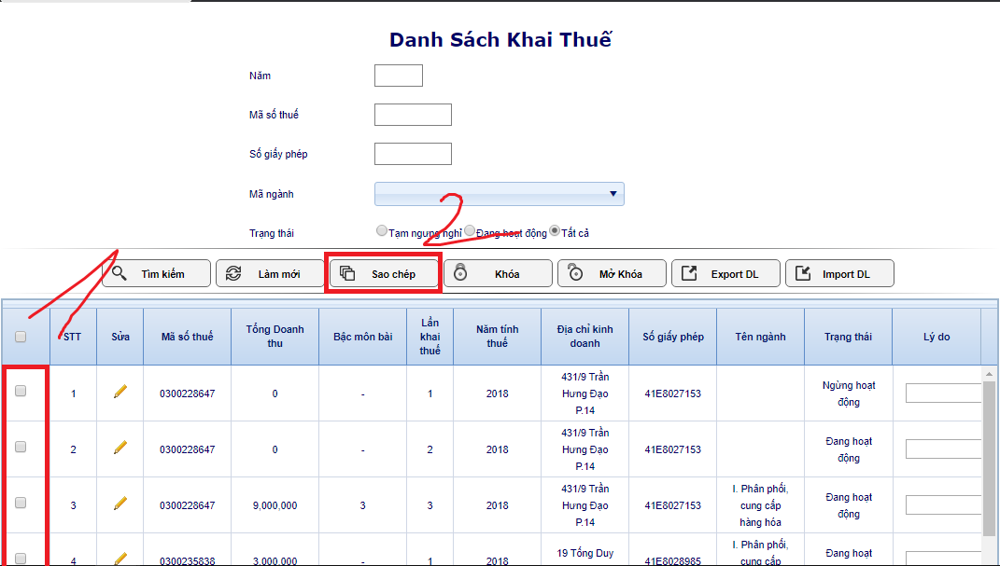 Danh Sách Khai Thuế
Năm
Mã số thuế
Số giấy phép
Mã ngành
2
Trạng thái Tạm ngưng nghỉ Đang hoạt động Tất cả
1
Tìm kiếm Làm mới Sao chép Khóa Mở Khóa Export DL Import DL
STT Sửa Mã số thuế Tổng Doanh thu Bậc môn bài Lần khai thuế Năm tính thuế Địa chỉ kinh doanh Số giấy phép Tên ngành Trạng thái Lý do
1 0300228647 0 - 1 2018 431/9 Trần Hưng Đạo P.14 41E8027153 Ngừng hoạt động
2 0300228647 0 - 2 2018 431/9 Trần Hưng Đạo P.14 41E8027153 Đang hoạt động
3 0300228647 9,000,000 3 3 2018 431/9 Trần Hưng Đạo P.14 41E8027153 I. Phân phối, cung cấp hàng hóa Đang hoạt động
4 0300235838 3,000,000 - 1 2018 19 Tống Duy 41E8028985 I. Phân phối, cung cấp Đang hoạt